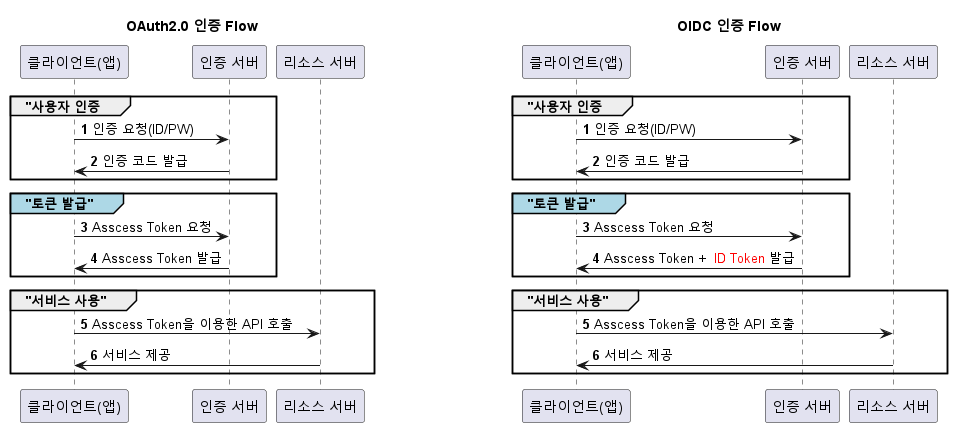 OAuth2.0 인증 Flow
클라이언트(앱)
인증 서버
리소스 서버
"사용자 인증
1 인증 요청(ID/PW)
2 인증 코드 발급
"토큰 발급"
3 Asscess Token 요청
4 Asscess Token 발급
"서비스 사용"
5 Asscess Token을 이용한 API 호출
6 서비스 제공
클라이언트(앱)
인증 서버
리소스 서버
OIDC 인증 Flow
클라이언트(앱)
인증 서버
리소스 서버
"사용자 인증
1 인증 요청(ID/PW)
2 인증 코드 발급
"토큰 발급"
3 Asscess Token 요청
4 Asscess Token + ID Token 발급
"서비스 사용"
5 Asscess Token을 이용한 API 호출
6 서비스 제공
클라이언트(앱)
인증 서버
리소스 서버